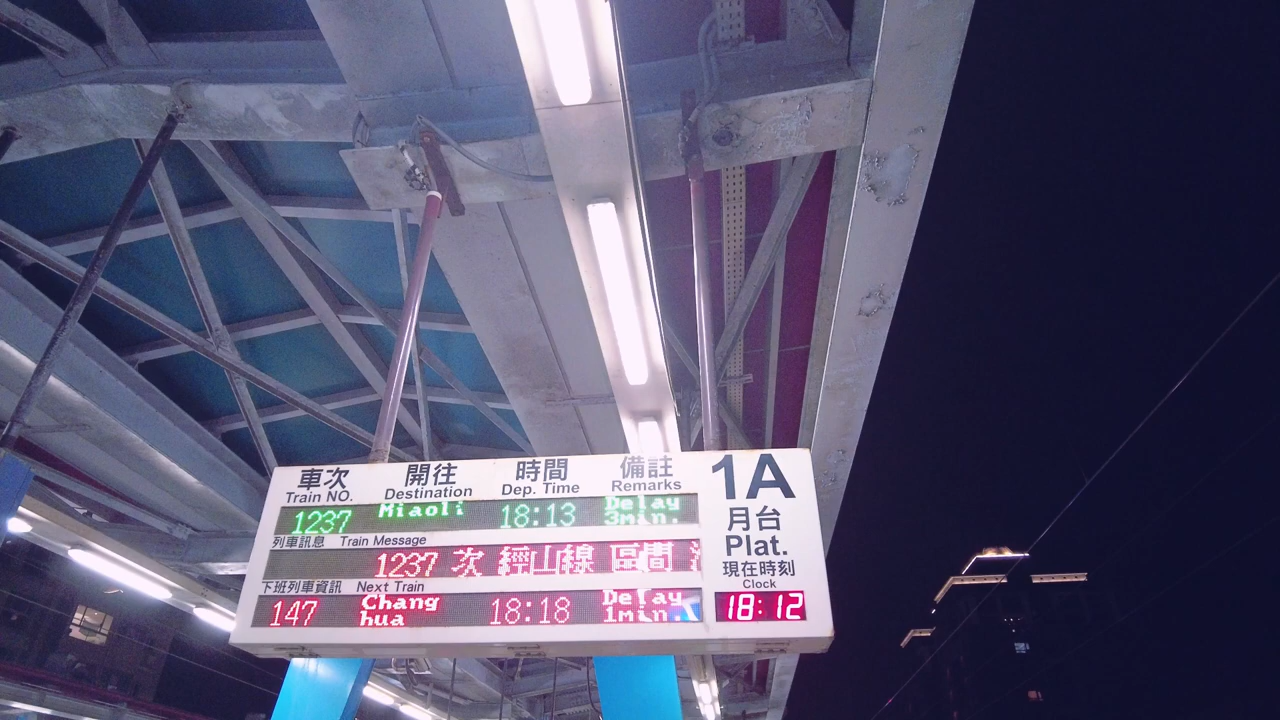 車次 開往 時間 備註 1A
Train NO. Destination Dep. Time Remarks
1237 Miaoli 18:13 Delay 3min.
月台
Plat.
列車訊息 Train Message
1237 次 經山線 區間
現在時刻
Clock
下班列車資訊 Next Train
147 Chang hua 18:18 Delay 1min.
18:12